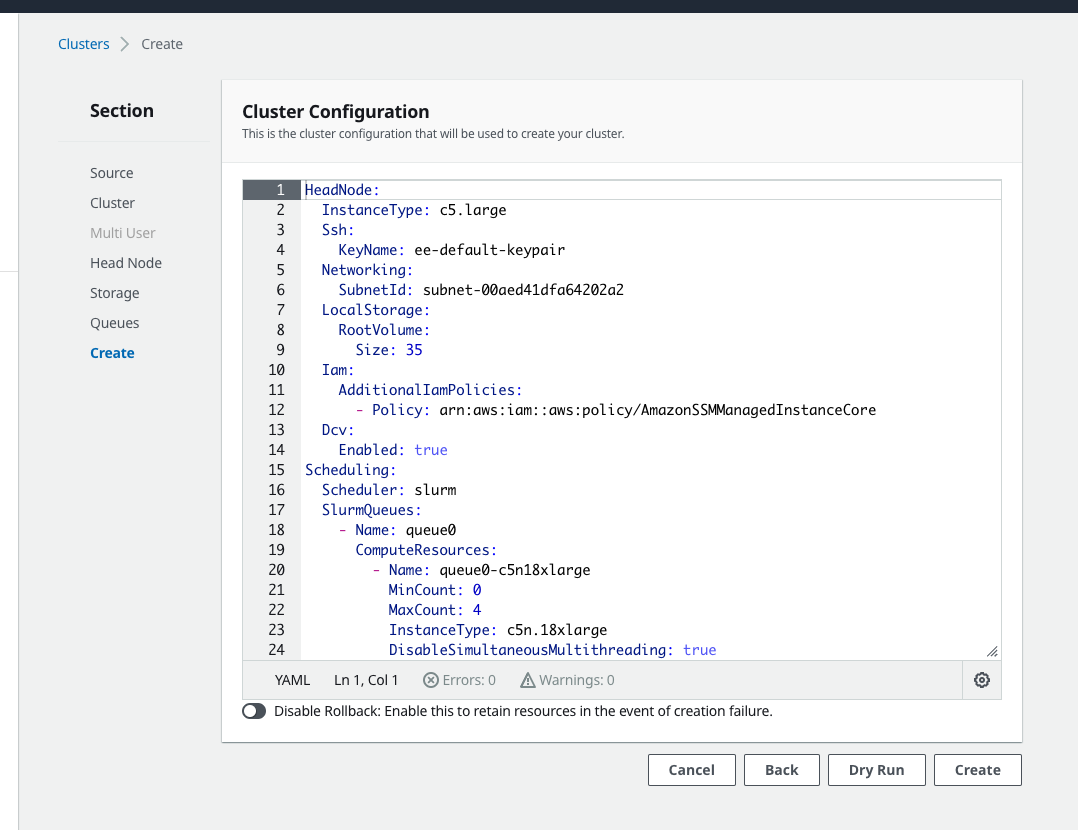 Clusters > Create
Section
Source
Cluster
Multi User
Head Node
Storage
Queues
Create
Cluster Configuration
This is the cluster configuration that will be used to create your cluster.
1 HeadNode:
2   InstanceType: c5.large
3   Ssh:
4     KeyName: ee-default-keypair
5   Networking:
6     SubnetId: subnet-00aed41dfa64202a2
7   LocalStorage:
8     RootVolume:
9       Size: 35
10   Iam:
11     AdditionalIamPolicies:
12       - Policy: arn:aws:iam::aws:policy/AmazonSSMManagedInstanceCore
13   Dcv:
14     Enabled: true
15 Scheduling:
16   Scheduler: slurm
17   SlurmQueues:
18     - Name: queue0
19       ComputeResources:
20         - Name: queue0-c5n18xlarge
21           MinCount: 0
22           MaxCount: 4
23           InstanceType: c5n.18xlarge
24           DisableSimultaneousMultithreading: true
YAML Ln 1, Col 1 Errors: 0 Warnings: 0
Disable Rollback: Enable this to retain resources in the event of creation failure.
Cancel Back Dry Run Create